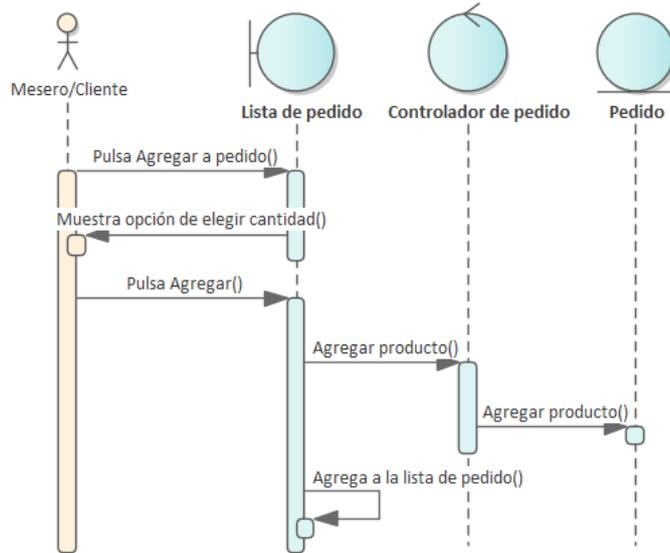 Mesero/Cliente
Lista de pedido
Controlador de pedido
Pedido
Pulsa Agregar a pedido()
Muestra opción de elegir cantidad()
Pulsa Agregar()
Agregar producto()
Agregar producto()
Agrega a la lista de pedido()